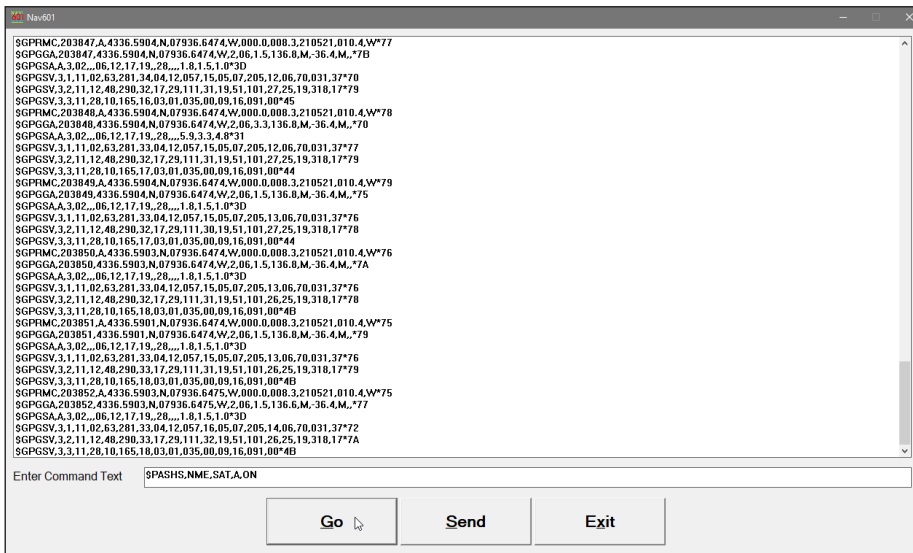 601 Nav601
$GPRMC,203847,A,4336.5904,N,07936.6474,W,000.0,008.3,210521,010.4,W*77
$GPGGA,203847,4336.5904,N,07936.6474,W,2,06,1.5,136.8,M,-36.4,M,,*7B
$GPGSA,A,3,02,,,06,12,17,19,,28,,,,1.8,1.5,1.0*3D
$GPGSV,3,1,11,02,63,281,34,04,12,057,15,05,07,205,12,06,70,031,37*70
$GPGSV,3,2,11,12,48,290,32,17,29,111,31,19,51,101,27,25,19,318,17*79
$GPGSV,3,3,11,28,10,165,16,03,01,035,00,09,16,091,00*45
$GPRMC,203848,A,4336.5904,N,07936.6474,W,000.0,008.3,210521,010.4,W*78
$GPGGA,203848,4336.5904,N,07936.6474,W,2,06,3.3,136.8,M,-36.4,M,,*70
$GPGSA,A,3,02,,,06,12,17,19,,28,,,,5.9,3.3,4.8*31
$GPGSV,3,1,11,02,63,281,33,04,12,057,15,05,07,205,12,06,70,031,37*77
$GPGSV,3,2,11,12,48,290,32,17,29,111,31,19,51,101,27,25,19,318,17*79
$GPGSV,3,3,11,28,10,165,17,03,01,035,00,09,16,091,00*44
$GPRMC,203849,A,4336.5904,N,07936.6474,W,000.0,008.3,210521,010.4,W*79
$GPGGA,203849,4336.5904,N,07936.6474,W,2,06,1.5,136.8,M,-36.4,M,,*75
$GPGSA,A,3,02,,,06,12,17,19,,28,,,,1.8,1.5,1.0*3D
$GPGSV,3,1,11,02,63,281,33,04,12,057,15,05,07,205,13,06,70,031,37*76
$GPGSV,3,2,11,12,48,290,32,17,29,111,30,19,51,101,27,25,19,318,17*78
$GPGSV,3,3,11,28,10,165,17,03,01,035,00,09,16,091,00*44
$GPRMC,203850,A,4336.5903,N,07936.6474,W,000.0,008.3,210521,010.4,W*76
$GPGGA,203850,4336.5903,N,07936.6474,W,2,06,1.5,136.8,M,-36.4,M,,*7A
$GPGSA,A,3,02,,,06,12,17,19,,28,,,,1.8,1.5,1.0*3D
$GPGSV,3,1,11,02,63,281,33,04,12,057,15,05,07,205,13,06,70,031,37*76
$GPGSV,3,2,11,12,48,290,32,17,29,111,31,19,51,101,26,25,19,318,17*78
$GPGSV,3,3,11,28,10,165,18,03,01,035,00,09,16,091,00*4B
$GPRMC,203851,A,4336.5901,N,07936.6474,W,000.0,008.3,210521,010.4,W*75
$GPGGA,203851,4336.5901,N,07936.6474,W,2,06,1.5,136.8,M,-36.4,M,,*79
$GPGSA,A,3,02,,,06,12,17,19,,28,,,,1.8,1.5,1.0*3D
$GPGSV,3,1,11,02,63,281,33,04,12,057,15,05,07,205,13,06,70,031,37*76
$GPGSV,3,2,11,12,48,290,33,17,29,111,31,19,51,101,26,25,19,318,17*79
$GPGSV,3,3,11,28,10,165,18,03,01,035,00,09,16,091,00*4B
$GPRMC,203852,A,4336.5903,N,07936.6475,W,000.0,008.3,210521,010.4,W*75
$GPGGA,203852,4336.5903,N,07936.6475,W,2,06,1.5,136.6,M,-36.4,M,,*77
$GPGSA,A,3,02,,,06,12,17,19,,28,,,,1.8,1.5,1.0*3D
$GPGSV,3,1,11,02,63,281,33,04,12,057,16,05,07,205,14,06,70,031,37*72
$GPGSV,3,2,11,12,48,290,33,17,29,111,32,19,51,101,26,25,19,318,17*7A
$GPGSV,3,3,11,28,10,165,18,03,01,035,00,09,16,091,00*4B
Enter Command Text $PASHS,NME,SAT,A,ON
Go Send Exit